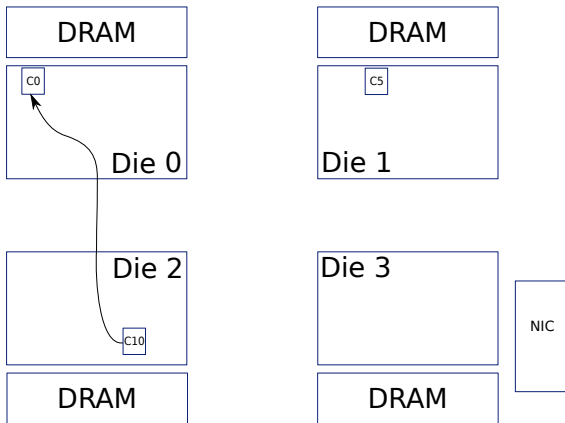 DRAM
DRAM
C0
C5
Die 0
Die 1
Die 2
Die 3
C10
NIC
DRAM
DRAM